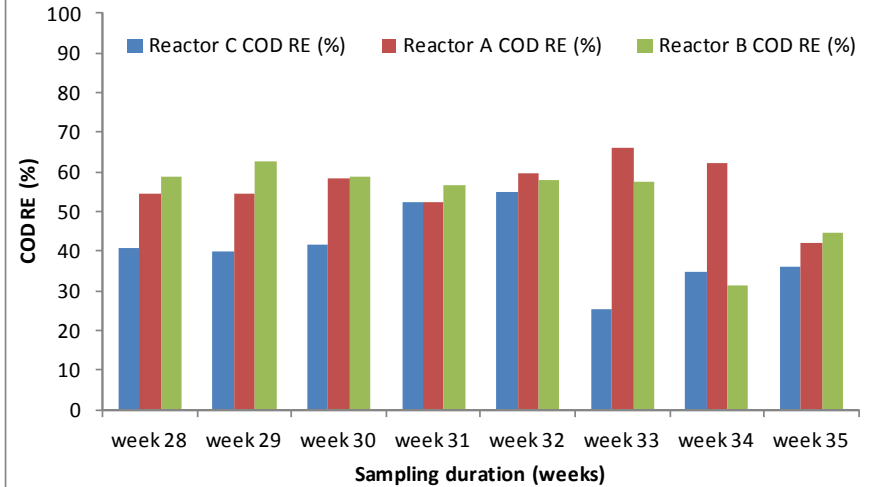 100
90
80
70
60
50
40
30
20
10
0
COD RE (%)
Reactor C COD RE (%) Reactor A COD RE (%) Reactor B COD RE (%)
week 28 week 29 week 30 week 31 week 32 week 33 week 34 week 35
Sampling duration (weeks)